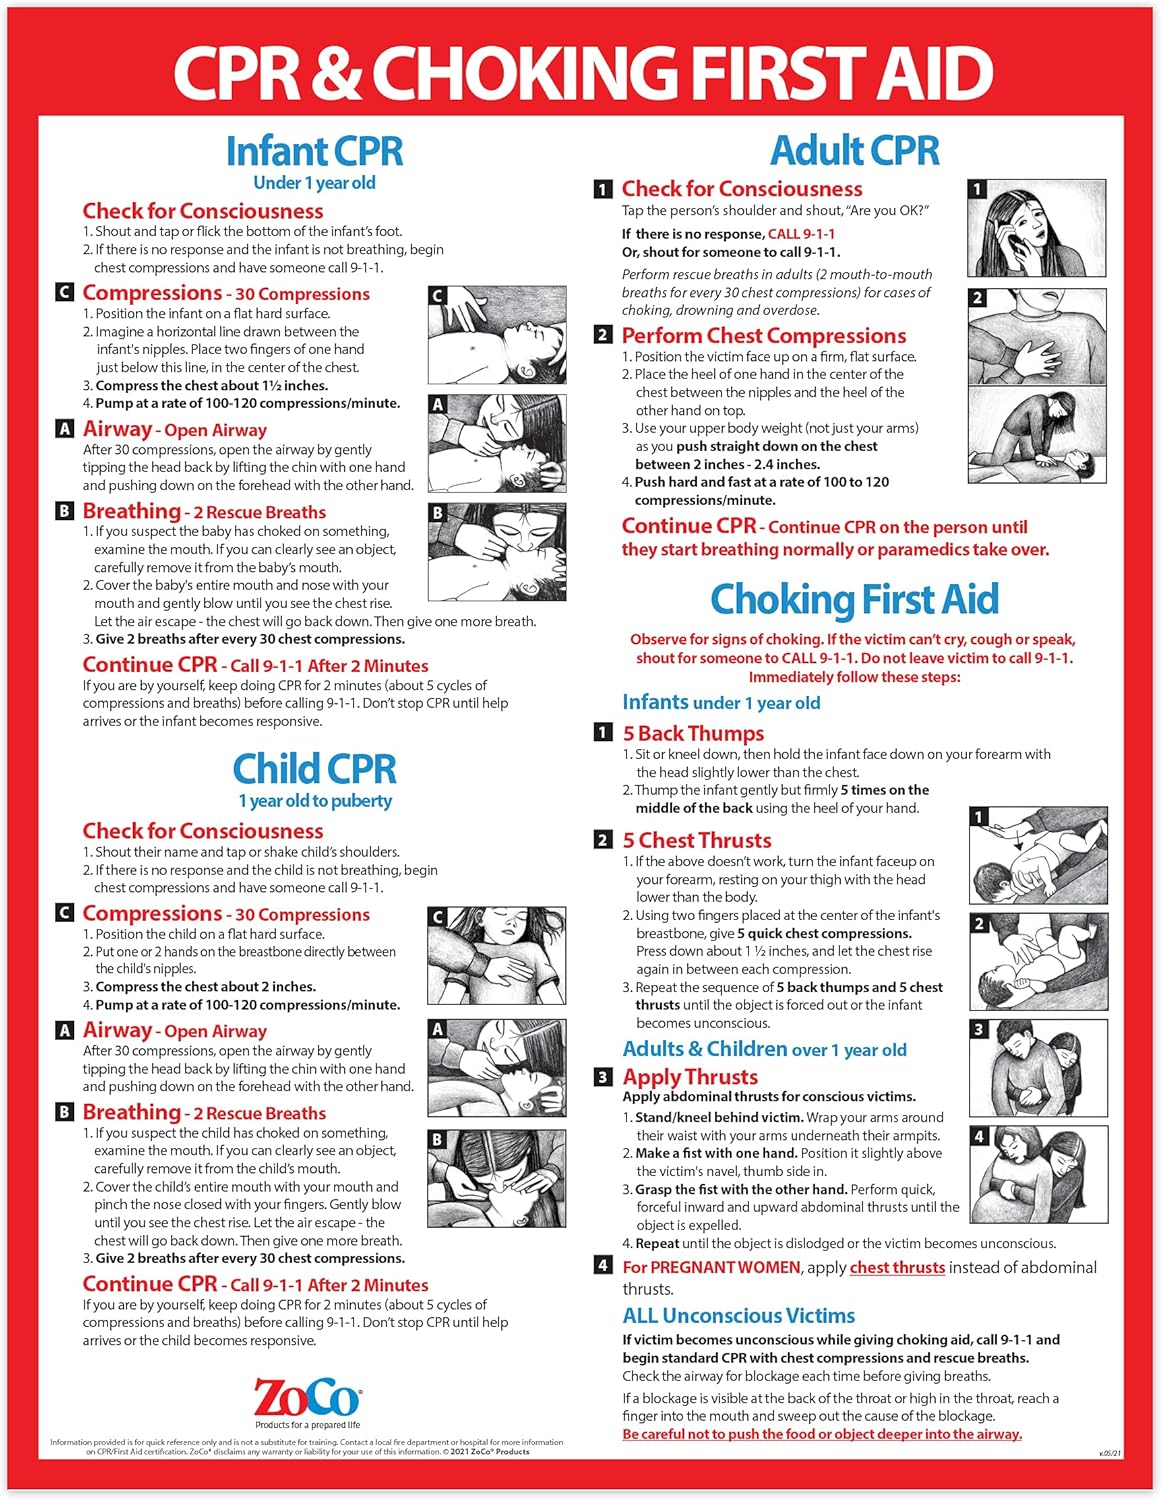 CPR & CHOKING FIRST AID
Infant CPR
Under 1 year old
Check for Consciousness
1. Shout and tap or flick the bottom of the infant's foot.
2. If there is no response and the infant is not breathing, begin
chest compressions and have someone call 9-1-1.
C Compressions - 30 Compressions
1. Position the infant on a flat hard surface.
2. Imagine a horizontal line drawn between the
infant's nipples. Place two fingers of one hand
just below this line, in the center of the chest.
3. Compress the chest about 1½ inches.
4. Pump at a rate of 100-120 compressions/minute.
C
A Airway - Open Airway
After 30 compressions, open the airway by gently
tipping the head back by lifting the chin with one hand
and pushing down on the forehead with the other hand.
A
B Breathing - 2 Rescue Breaths
1. If you suspect the baby has choked on something,
examine the mouth. If you can clearly see an object,
carefully remove it from the baby's mouth.
2. Cover the baby's entire mouth and nose with your
mouth and gently blow until you see the chest rise.
Let the air escape - the chest will go back down. Then give one more breath.
3. Give 2 breaths after every 30 chest compressions.
B
Continue CPR - Call 9-1-1 After 2 Minutes
If you are by yourself, keep doing CPR for 2 minutes (about 5 cycles of
compressions and breaths) before calling 9-1-1. Don't stop CPR until help
arrives or the infant becomes responsive.
Child CPR
1 year old to puberty
Check for Consciousness
1. Shout their name and tap or shake child's shoulders.
2. If there is no response and the child is not breathing, begin
chest compressions and have someone call 9-1-1.
C Compressions - 30 Compressions
1. Position the child on a flat hard surface.
2. Put one or 2 hands on the breastbone directly between
the child's nipples.
3. Compress the chest about 2 inches.
4. Pump at a rate of 100-120 compressions/minute.
C
A Airway - Open Airway
After 30 compressions, open the airway by gently
tipping the head back by lifting the chin with one hand
and pushing down on the forehead with the other hand.
A
B Breathing - 2 Rescue Breaths
1. If you suspect the child has choked on something,
examine the mouth. If you can clearly see an object,
carefully remove it from the child's mouth.
2. Cover the child's entire mouth with your mouth and
pinch the nose closed with your fingers. Gently blow
until you see the chest rise. Let the air escape - the
chest will go back down. Then give one more breath.
3. Give 2 breaths after every 30 chest compressions.
B
Continue CPR - Call 9-1-1 After 2 Minutes
If you are by yourself, keep doing CPR for 2 minutes (about 5 cycles of
compressions and breaths) before calling 9-1-1. Don't stop CPR until help
arrives or the child becomes responsive.
ZoCo®
Products for a prepared life
Information provided is for quick reference only and is not a substitute for training. Contact a local fire department or hospital for more information
on CPR/First Aid certification. ZoCo® disclaims any warranty or liability for your use of this information. © 2021 ZoCo® Products
Adult CPR
1 Check for Consciousness
Tap the person's shoulder and shout, "Are you OK?"
If there is no response, CALL 9-1-1
Or, shout for someone to call 9-1-1.
Perform rescue breaths in adults (2 mouth-to-mouth
breaths for every 30 chest compressions) for cases of
choking, drowning and overdose.
1
2 Perform Chest Compressions
1. Position the victim face up on a firm, flat surface.
2. Place the heel of one hand in the center of the
chest between the nipples and the heel of the
other hand on top.
3. Use your upper body weight (not just your arms)
as you push straight down on the chest
between 2 inches - 2.4 inches.
4. Push hard and fast at a rate of 100 to 120
compressions/minute.
2
Continue CPR - Continue CPR on the person until
they start breathing normally or paramedics take over.
Choking First Aid
Observe for signs of choking. If the victim can't cry, cough or speak,
shout for someone to CALL 9-1-1. Do not leave victim to call 9-1-1.
Immediately follow these steps:
Infants under 1 year old
1 5 Back Thumps
1. Sit or kneel down, then hold the infant face down on your forearm with
the head slightly lower than the chest.
2. Thump the infant gently but firmly 5 times on the
middle of the back using the heel of your hand.
1
2 5 Chest Thrusts
1. If the above doesn't work, turn the infant faceup on
your forearm, resting on your thigh with the head
lower than the body.
2. Using two fingers placed at the center of the infant's
breastbone, give 5 quick chest compressions.
Press down about 1 ½ inches, and let the chest rise
again in between each compression.
3. Repeat the sequence of 5 back thumps and 5 chest
thrusts until the object is forced out or the infant
becomes unconscious.
2
Adults & Children over 1 year old
3 Apply Thrusts
Apply abdominal thrusts for conscious victims.
1. Stand/kneel behind victim. Wrap your arms around
their waist with your arms underneath their armpits.
2. Make a fist with one hand. Position it slightly above
the victim's navel, thumb side in.
3. Grasp the fist with the other hand. Perform quick,
forceful inward and upward abdominal thrusts until the
object is expelled.
4. Repeat until the object is dislodged or the victim becomes unconscious.
3
4
4 For PREGNANT WOMEN, apply chest thrusts instead of abdominal
thrusts.
ALL Unconscious Victims
If victim becomes unconscious while giving choking aid, call 9-1-1 and
begin standard CPR with chest compressions and rescue breaths.
Check the airway for blockage each time before giving breaths.
If a blockage is visible at the back of the throat or high in the throat, reach a
finger into the mouth and sweep out the cause of the blockage.
Be careful not to push the food or object deeper into the airway.
v.05/21